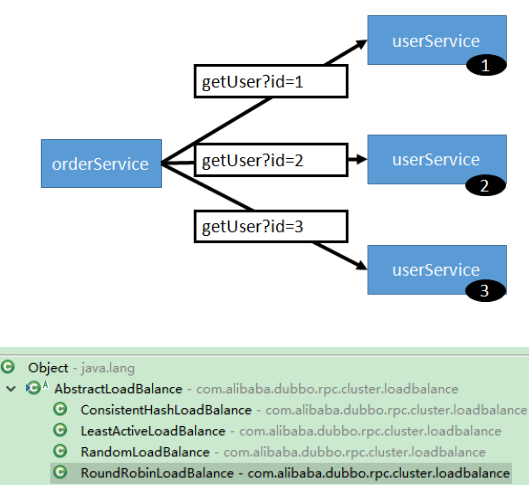 userService
1
getUser?id=1
orderService
getUser?id=2
userService
2
getUser?id=3
userService
3
Object - java.lang
AbstractLoadBalance - com.alibaba.dubbo.rpc.cluster.loadbalance
ConsistentHashLoadBalance - com.alibaba.dubbo.rpc.cluster.loadbalance
LeastActiveLoadBalance - com.alibaba.dubbo.rpc.cluster.loadbalance
RandomLoadBalance - com.alibaba.dubbo.rpc.cluster.loadbalance
RoundRobinLoadBalance - com.alibaba.dubbo.rpc.cluster.loadbalance